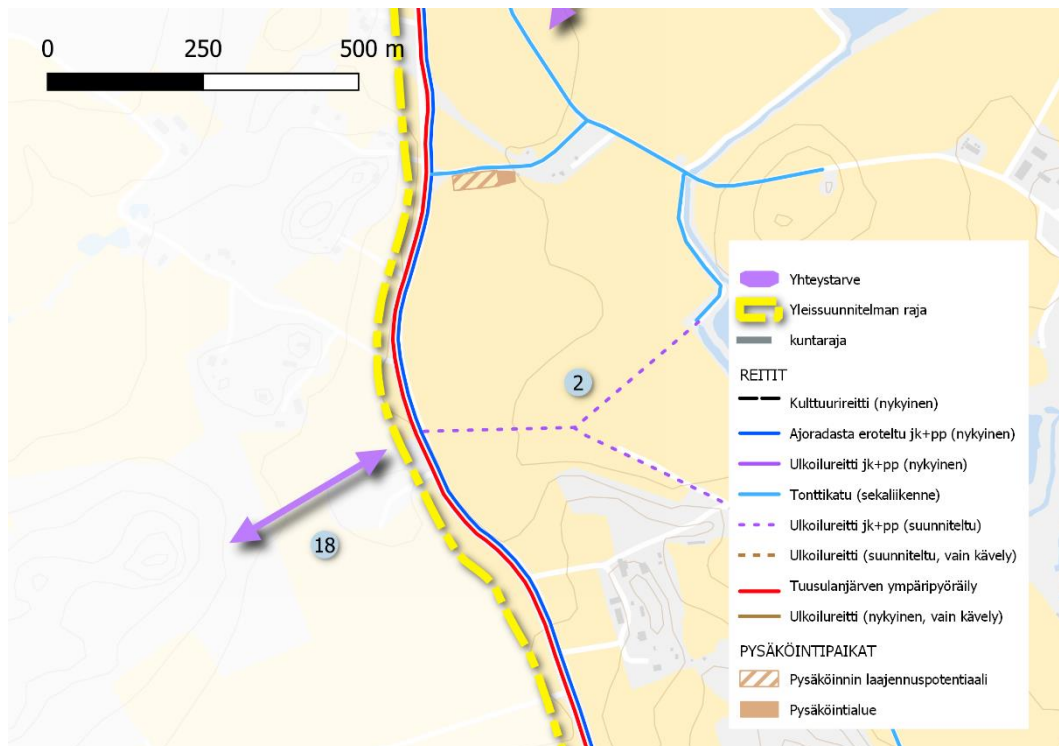 0 250 500 m
2
18
Yhteystarve
Yleissuunnitelman raja
kuntaraja
REITIT
Kulttuurireitti (nykyinen)
Ajoradasta eroteltu jk+pp (nykyinen)
Ulkoilureitti jk+pp (nykyinen)
Tonttikatu (sekaliikenne)
Ulkoilureitti jk+pp (suunniteltu)
Ulkoilureitti (suunniteltu, vain kävely)
Tuusulanjärven ympäripyöräily
Ulkoilureitti (nykyinen, vain kävely)
PYSÄKÖINTIPAIKAT
Pysäköinnin laajennuspotentiaali
Pysäköintialue